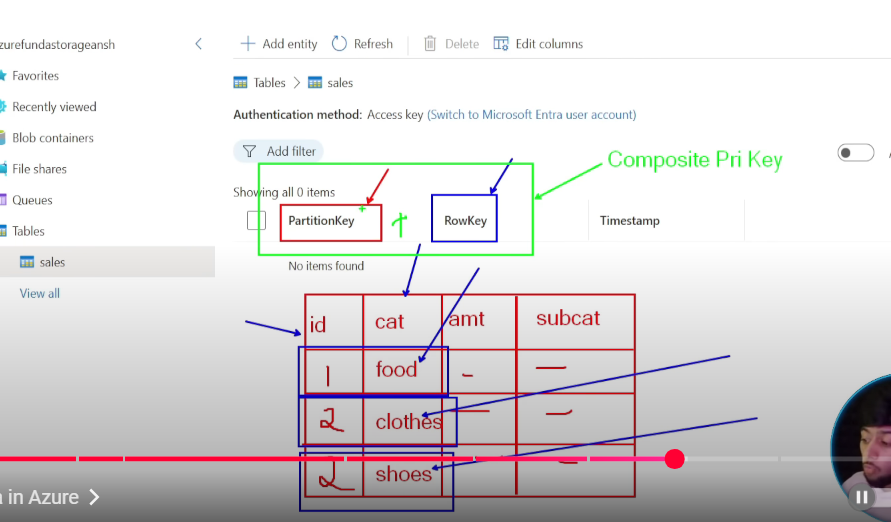 zurefundastorageansh
Add entity
Refresh
Delete
Edit columns
Favorites
Recently viewed
Blob containers
File shares
Queues
Tables
sales
View all
Tables > sales
Authentication method: Access key (Switch to Microsoft Entra user account)
Add filter
Composite Pri Key
Showing all 0 items
PartitionKey + RowKey Timestamp
No items found
id cat amt subcat
1 food - —
2 clothes — —
2 shoes —
in Azure >